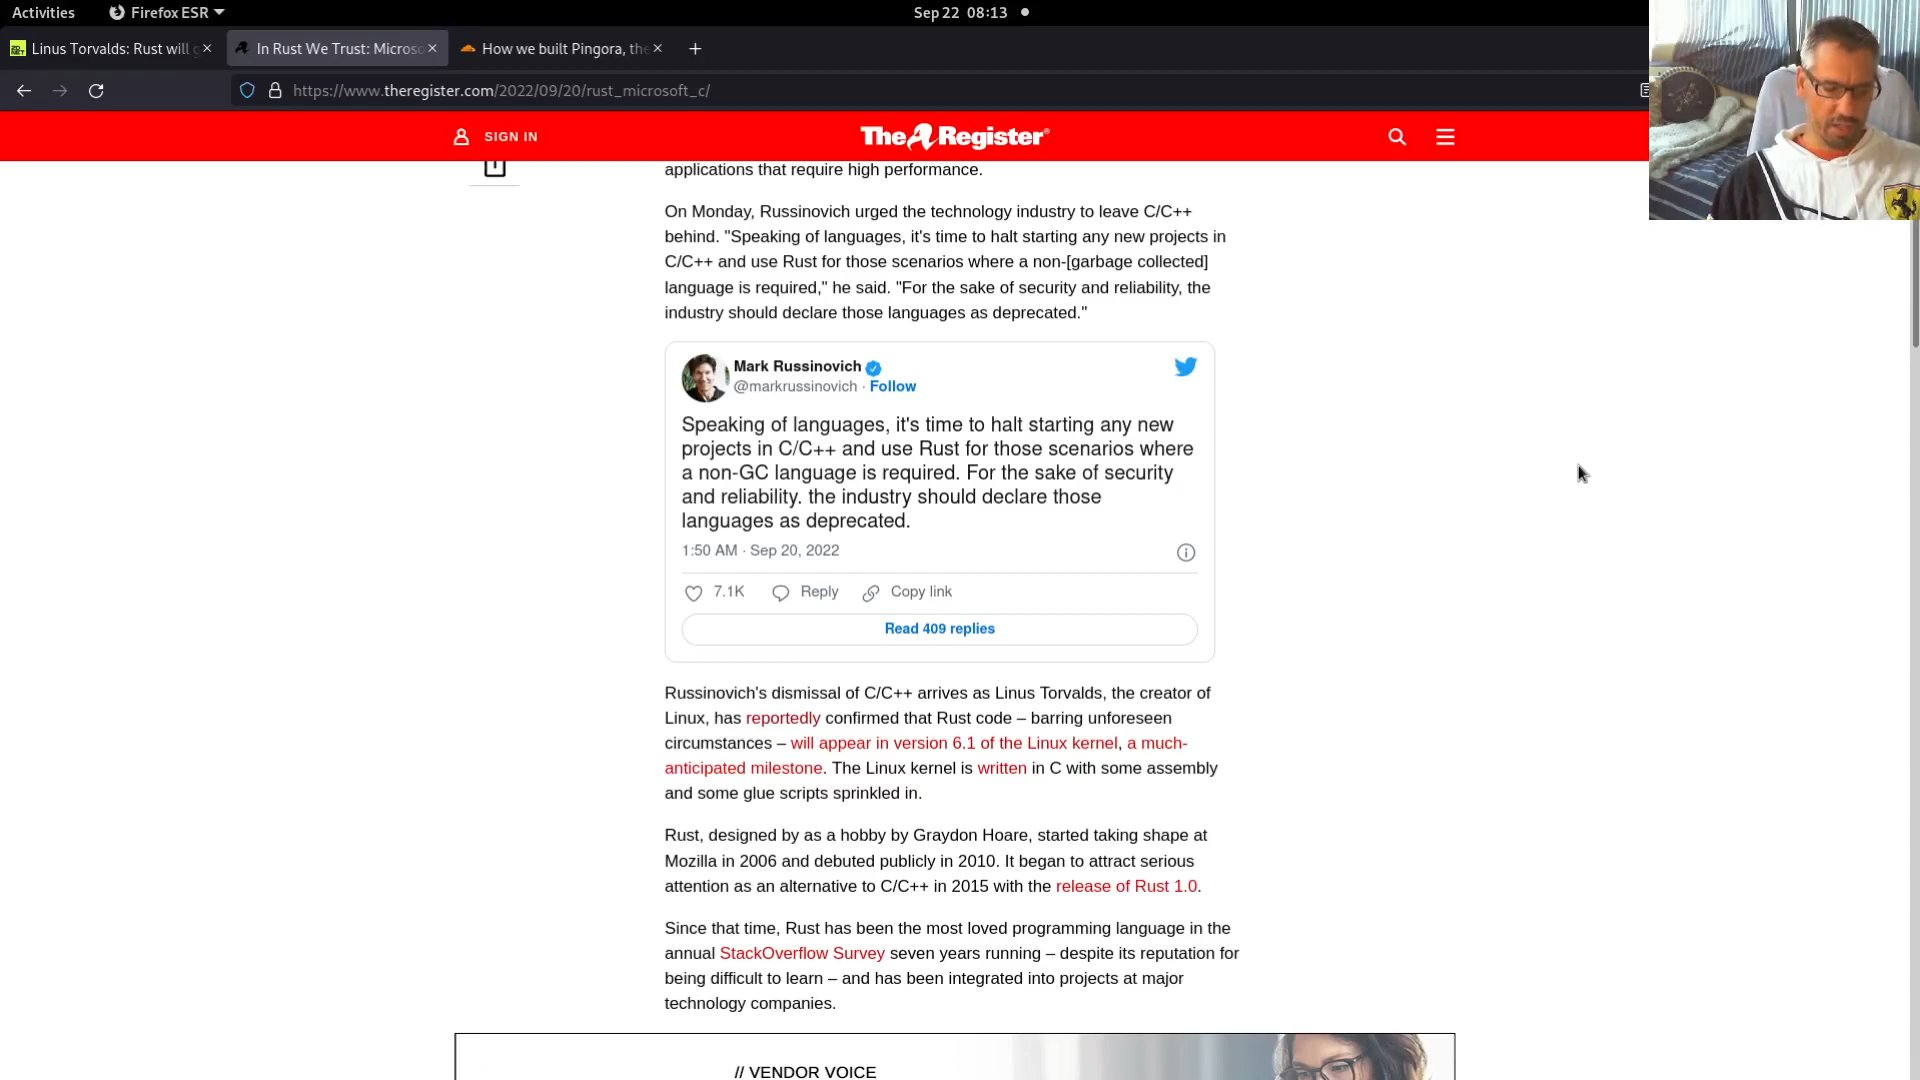 Activities
Firefox ESR
Sep 22 08:13
Linus Torvalds: Rust will
In Rust We Trust: Micros
How we built Pingora, the
https://www.theregister.com/2022/09/20/rust_microsoft_c/
SIGN IN
The Register®
applications that require high performance.
On Monday, Russinovich urged the technology industry to leave C/C++
behind. "Speaking of languages, it's time to halt starting any new projects in
C/C++ and use Rust for those scenarios where a non-[garbage collected]
language is required," he said. "For the sake of security and reliability, the
industry should declare those languages as deprecated."
Mark Russinovich
@markrussinovich · Follow
Speaking of languages, it's time to halt starting any new
projects in C/C++ and use Rust for those scenarios where
a non-GC language is required. For the sake of security
and reliability. the industry should declare those
languages as deprecated.
1:50 AM · Sep 20, 2022
7.1K Reply Copy link
Read 409 replies
Russinovich's dismissal of C/C++ arrives as Linus Torvalds, the creator of
Linux, has reportedly confirmed that Rust code – barring unforeseen
circumstances – will appear in version 6.1 of the Linux kernel, a much-
anticipated milestone. The Linux kernel is written in C with some assembly
and some glue scripts sprinkled in.
Rust, designed by as a hobby by Graydon Hoare, started taking shape at
Mozilla in 2006 and debuted publicly in 2010. It began to attract serious
attention as an alternative to C/C++ in 2015 with the release of Rust 1.0.
Since that time, Rust has been the most loved programming language in the
annual StackOverflow Survey seven years running – despite its reputation for
being difficult to learn – and has been integrated into projects at major
technology companies.
// VENDOR VOICE